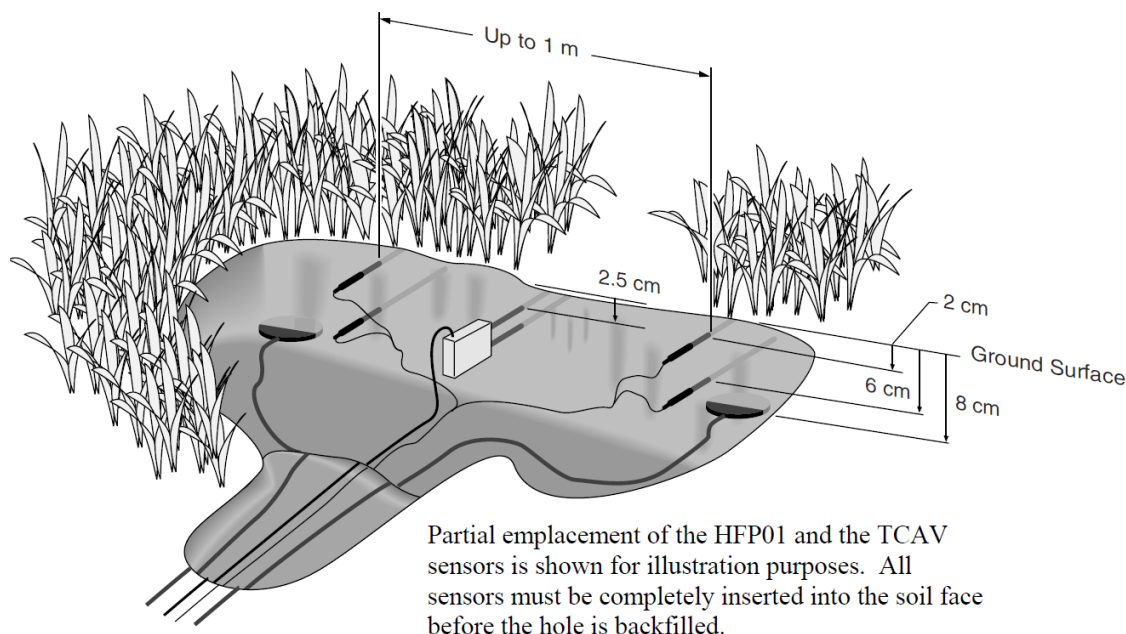 Up to 1 m
2.5 cm
2 cm
Ground Surface
6 cm
8 cm
Partial emplacement of the HFP01 and the TCAV
sensors is shown for illustration purposes.  All
sensors must be completely inserted into the soil face
before the hole is backfilled.